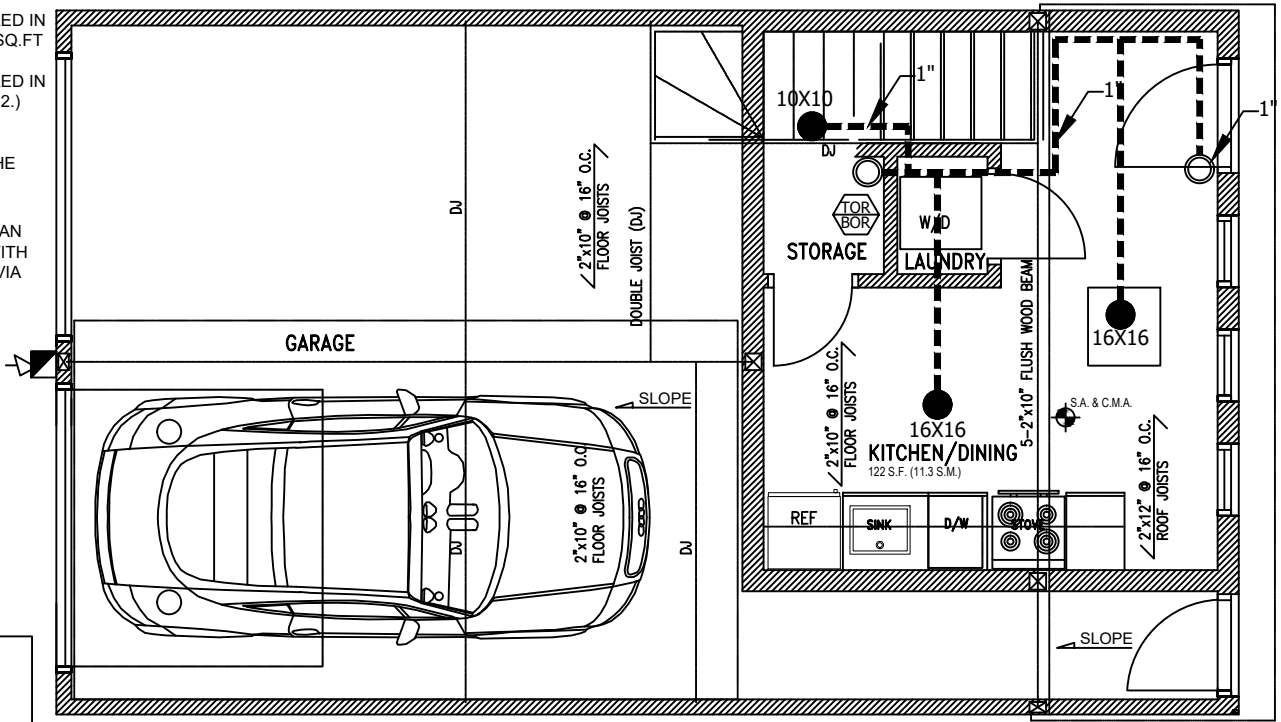 ED IN
SQ.FT
ED IN
2.)
HE
AN
ITH
VIA
10X10
1"
1"
1"
DJ
DJ
2"x10" @ 16" O.C.
FLOOR JOISTS
DOUBLE JOIST (DJ)
TOR
BOR
W/D
STORAGE
LAUNDRY
5-2"x10" FLUSH WOOD BEAM
16X16
GARAGE
SLOPE
2"x10" @ 16" O.C.
FLOOR JOISTS
16X16
KITCHEN/DINING
122 S.F. (11.3 S.M.)
S.A. & C.M.A.
2"x12" @ 16" O.C.
ROOF JOISTS
2"x10" @ 16" O.C.
FLOOR JOISTS
DJ
DJ
REF
SINK
D/W
STOVE
SLOPE